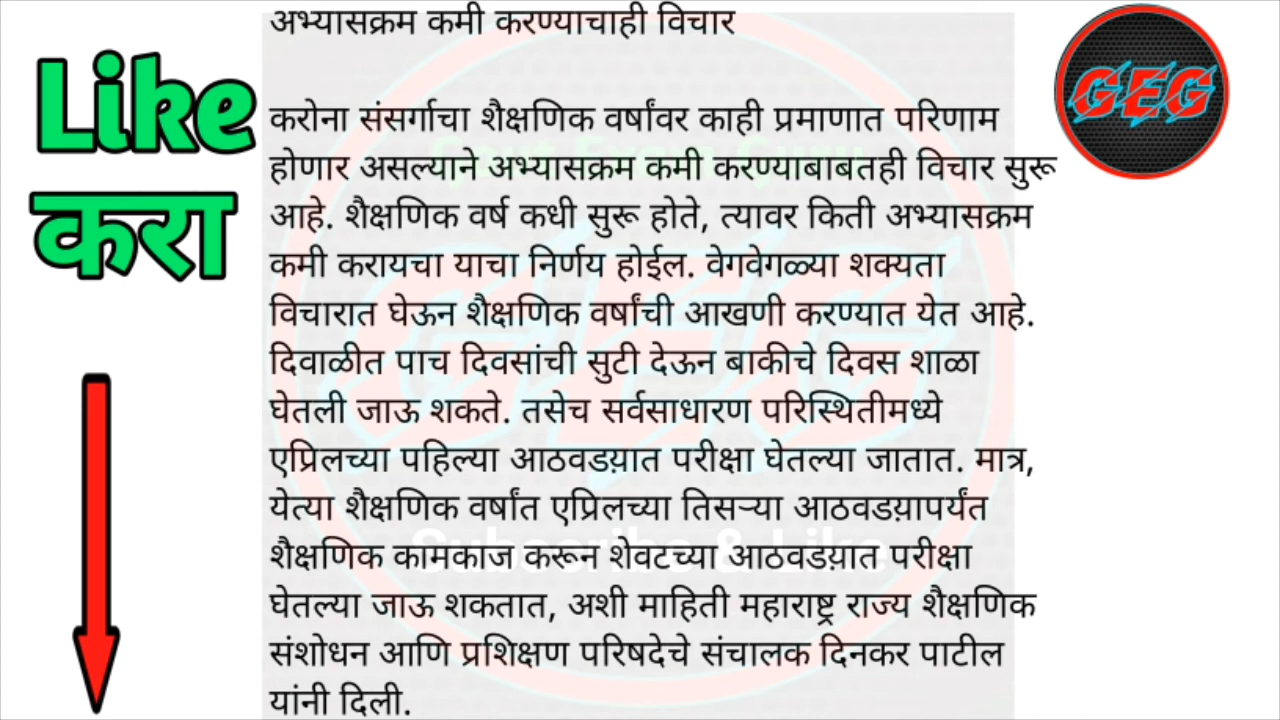 Like
करा
GEG
अभ्यासक्रम कमी करण्याचाही विचार
करोना संसर्गाचा शैक्षणिक वर्षांवर काही प्रमाणात परिणाम
होणार असल्याने अभ्यासक्रम कमी करण्याबाबतही विचार सुरू
आहे. शैक्षणिक वर्ष कधी सुरू होते, त्यावर किती अभ्यासक्रम
कमी करायचा याचा निर्णय होईल. वेगवेगळ्या शक्यता
विचारात घेऊन शैक्षणिक वर्षांची आखणी करण्यात येत आहे.
दिवाळीत पाच दिवसांची सुटी देऊन बाकीचे दिवस शाळा
घेतली जाऊ शकते. तसेच सर्वसाधारण परिस्थितीमध्ये
एप्रिलच्या पहिल्या आठवडय़ात परीक्षा घेतल्या जातात. मात्र,
येत्या शैक्षणिक वर्षांत एप्रिलच्या तिसऱ्या आठवडय़ापर्यंत
शैक्षणिक कामकाज करून शेवटच्या आठवडय़ात परीक्षा
घेतल्या जाऊ शकतात, अशी माहिती महाराष्ट्र राज्य शैक्षणिक
संशोधन आणि प्रशिक्षण परिषदेचे संचालक दिनकर पाटील
यांनी दिली.
GEG
Subscribe & Like